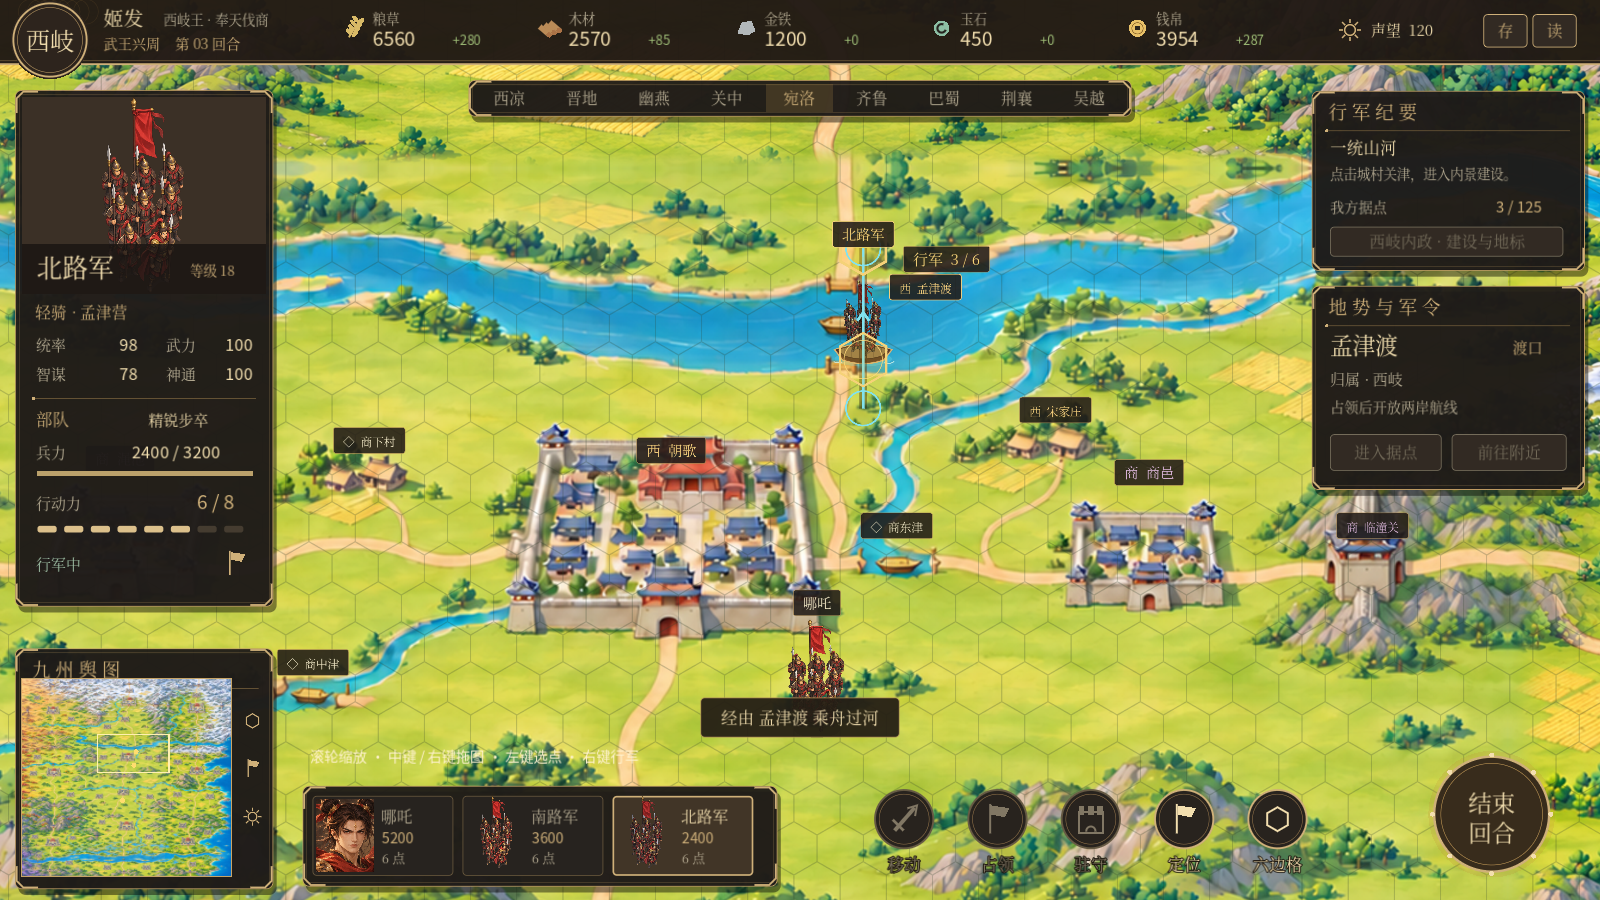 西岐
姬发 西岐王·奉天伐商
武王兴周 第 03 回合
粮草 6560 +280
木材 2570 +85
金铁 1200 +0
玉石 450 +0
钱帛 3954 +287
声望 120
存 读
西凉 晋地 幽燕 关中 宛洛 齐鲁 巴蜀 荆襄 吴越
北路军 等级 18
轻骑·孟津营
统率 98 武力 100
智谋 78 神通 100
部队 精锐步卒
兵力 2400 / 3200
行动力 6 / 8
行军中
九州舆图
行军纪要
一统山河
点击城村关津，进入内景建设。
我方据点 3 / 125
西岐内政·建设与地标
地势与军令
孟津渡 渡口
归属·西岐
占领后开放两岸航线
进入据点 前往附近
北路军
行军 3 / 6
西 孟津渡
西 宋家庄
◇ 商下村
西 朝歌
商 商邑
◇ 商东津
商 临潼关
哪吒
◇ 商中津
经由 孟津渡 乘舟过河
滚轮缩放 · 中键 / 右键拖图 · 左键选点 · 右键行军
哪吒 5200 6 点
南路军 3600 6 点
北路军 2400 6 点
移动 占领 驻守 定位 六边格
结束
回合